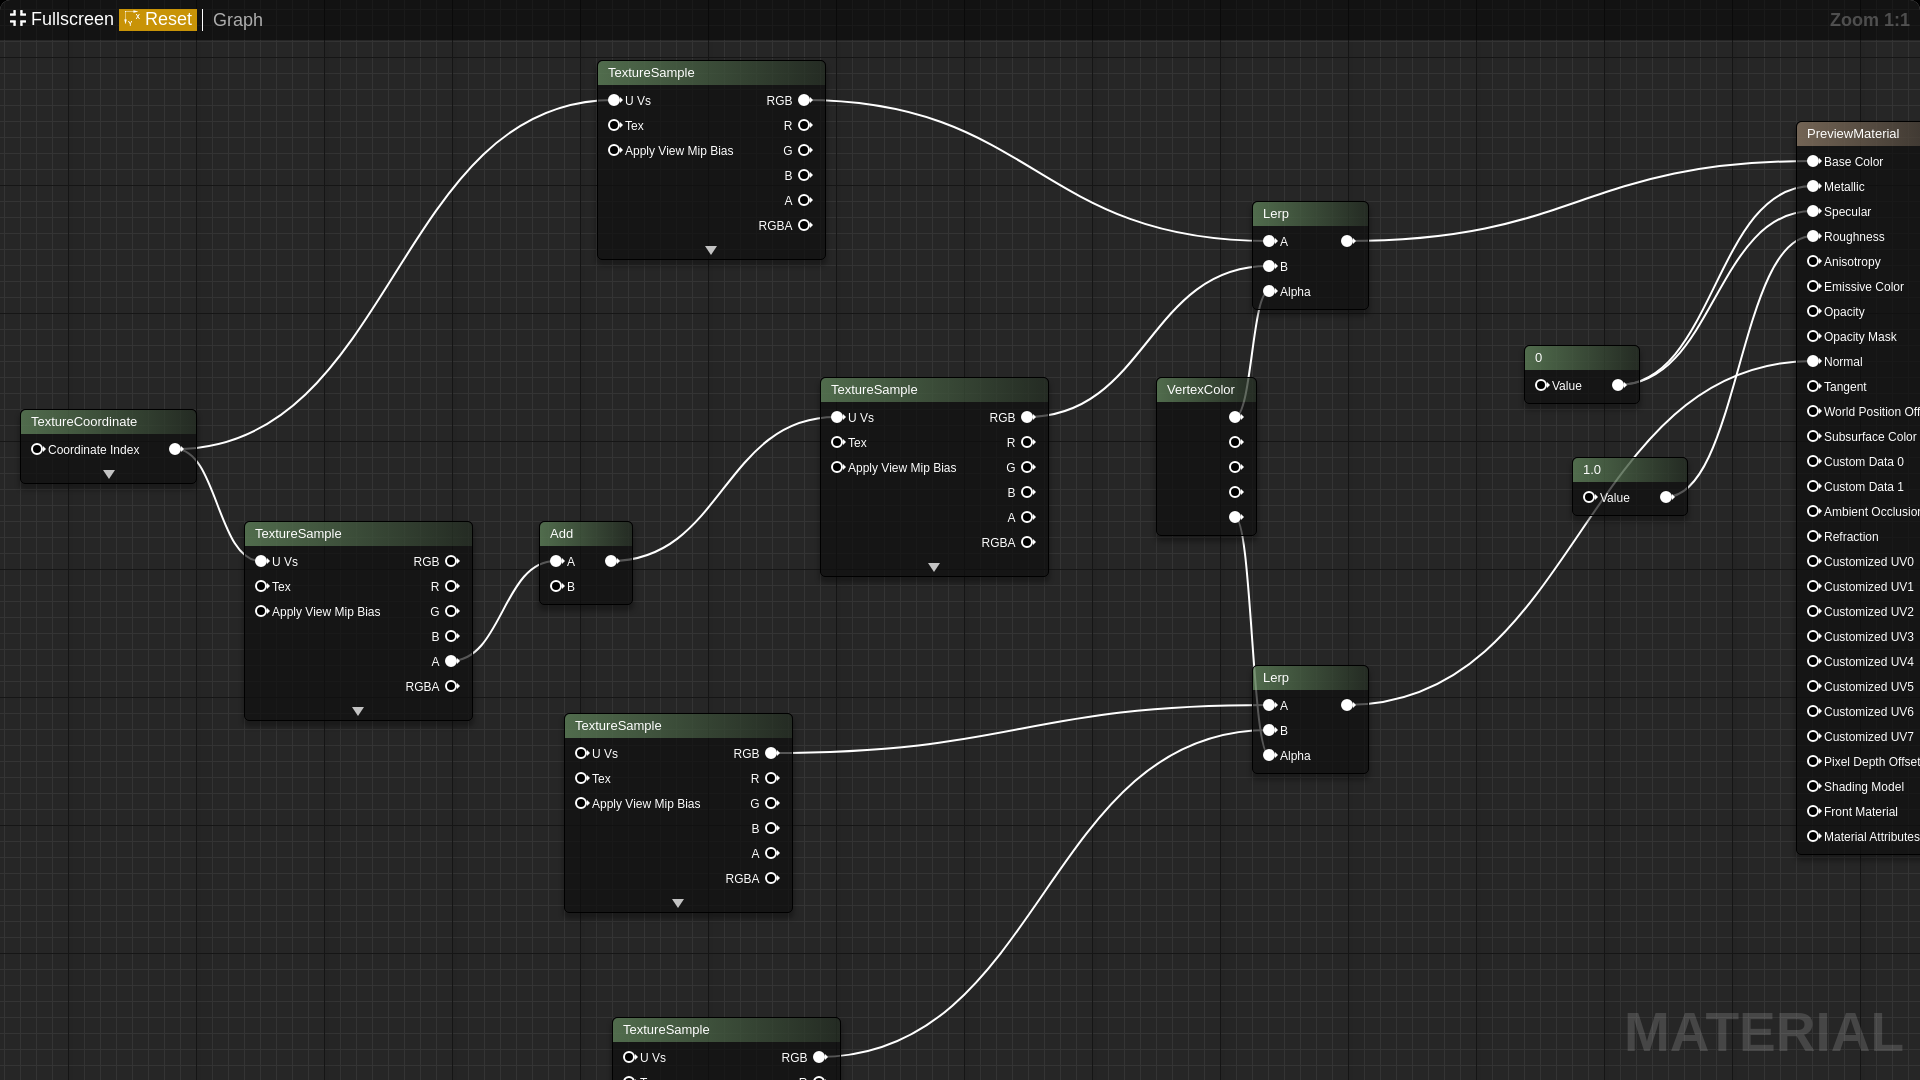 Fullscreen Reset Graph Zoom 1:1
TextureSample
U Vs RGB
Tex R
Apply View Mip Bias G
B
A
RGBA
PreviewMaterial
Base Color
Metallic
Specular
Roughness
Anisotropy
Emissive Color
Opacity
Opacity Mask
Normal
Tangent
World Position Off
Subsurface Color
Custom Data 0
Custom Data 1
Ambient Occlusion
Refraction
Customized UV0
Customized UV1
Customized UV2
Customized UV3
Customized UV4
Customized UV5
Customized UV6
Customized UV7
Pixel Depth Offset
Shading Model
Front Material
Material Attributes
Lerp
A
B
Alpha
0
Value
1.0
Value
TextureSample
U Vs RGB
Tex R
Apply View Mip Bias G
B
A
RGBA
VertexColor
TextureCoordinate
Coordinate Index
TextureSample
U Vs RGB
Tex R
Apply View Mip Bias G
B
A
RGBA
Add
A
B
Lerp
A
B
Alpha
TextureSample
U Vs RGB
Tex R
Apply View Mip Bias G
B
A
RGBA
TextureSample
U Vs RGB
MATERIAL